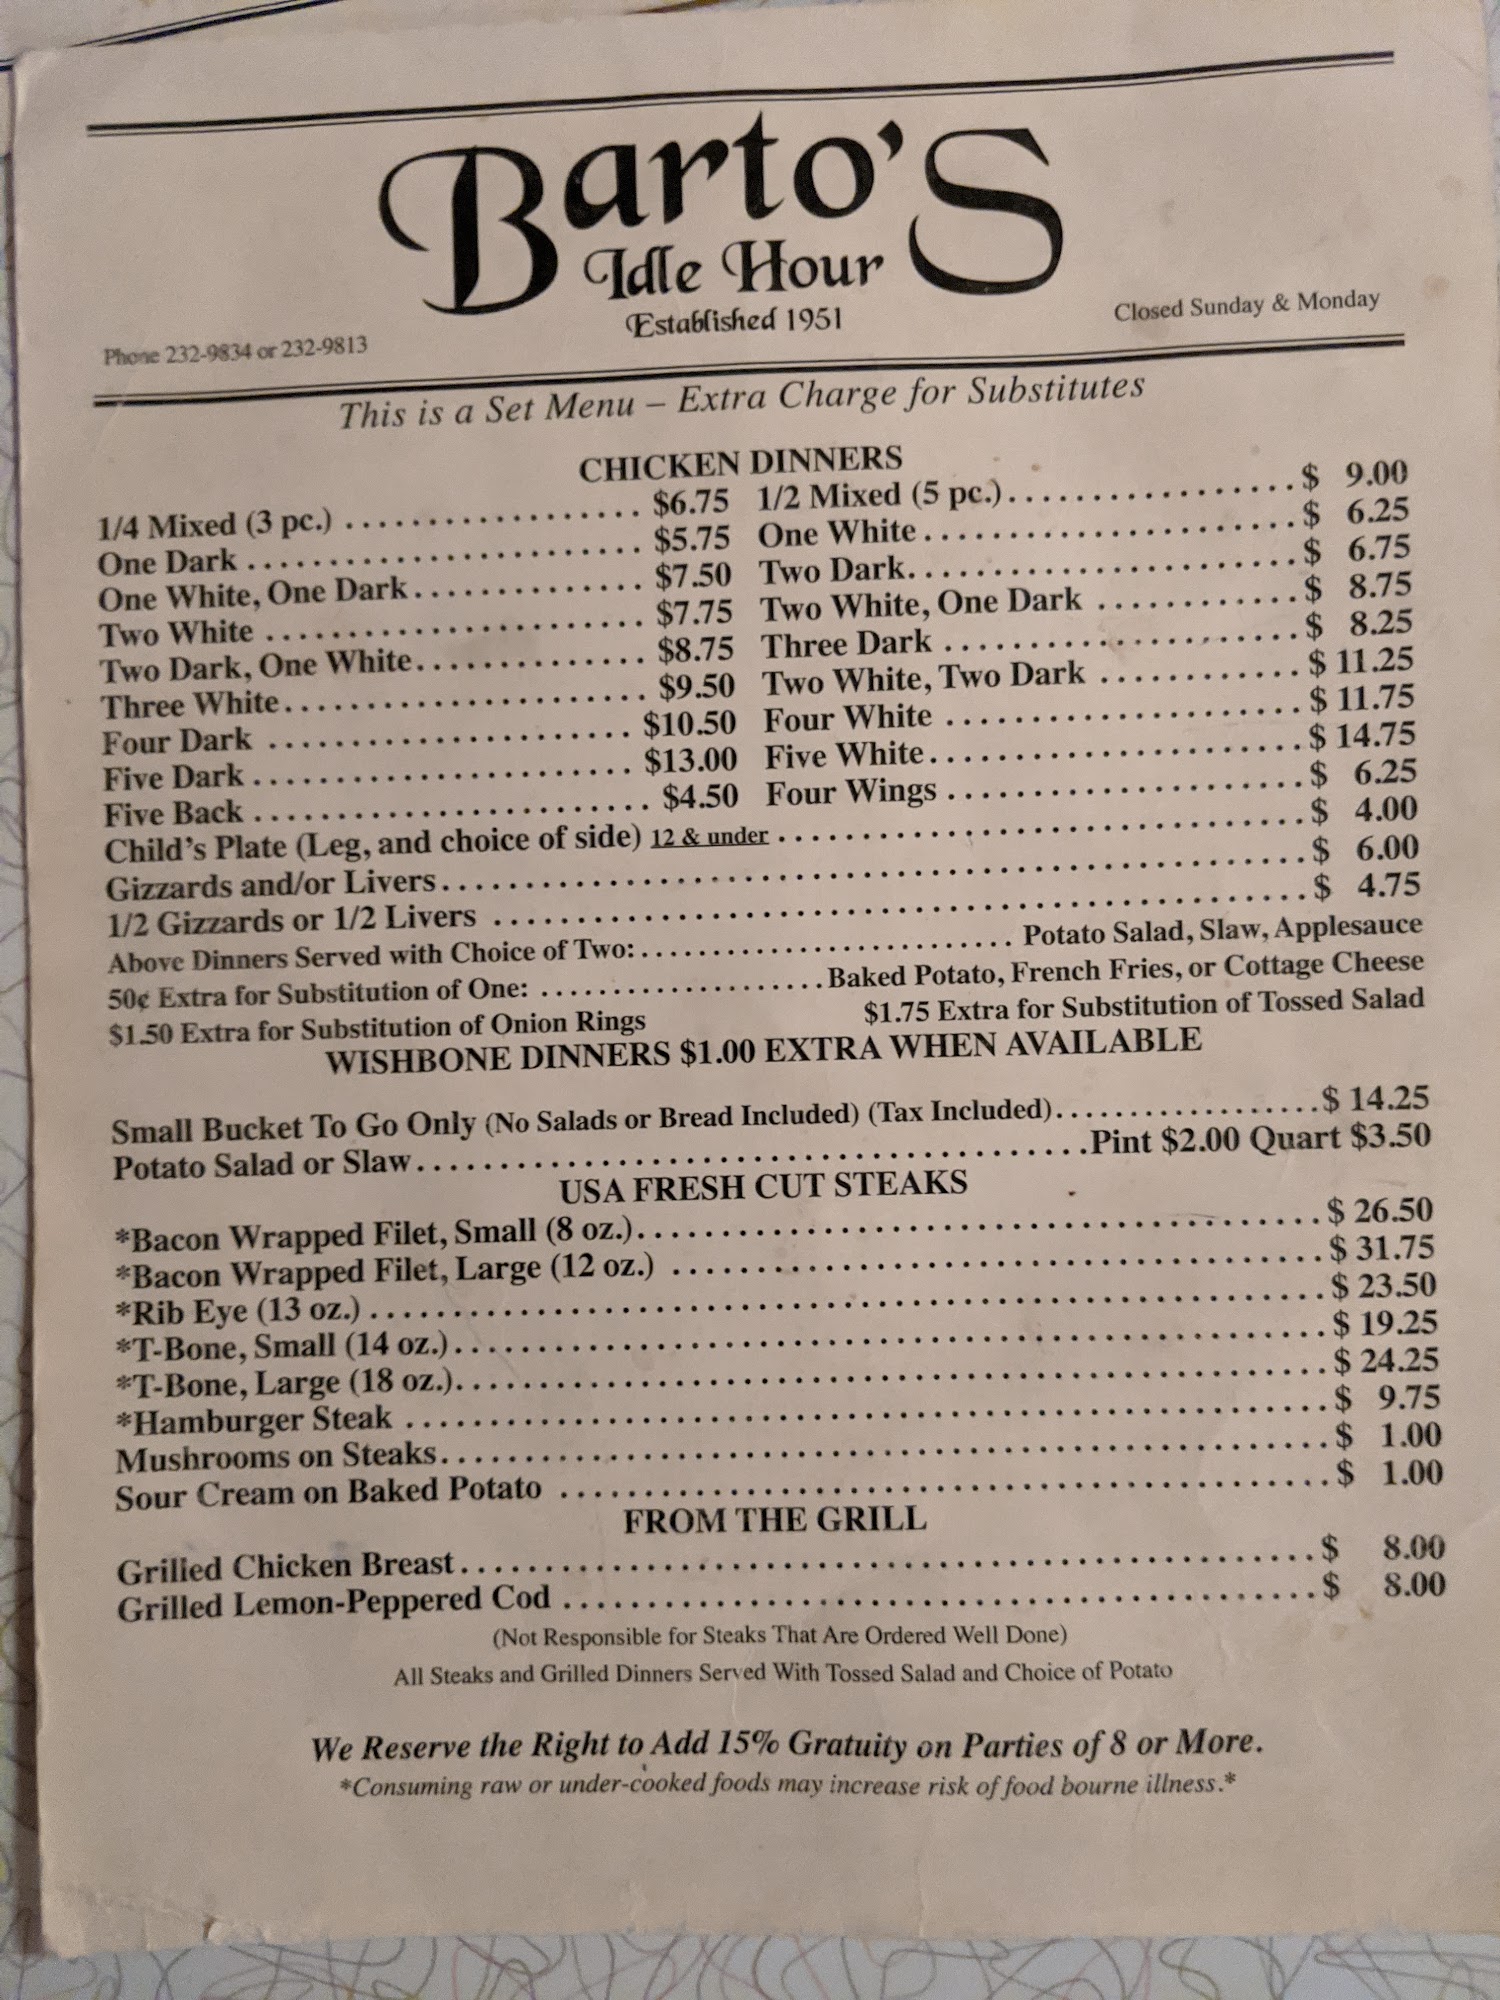 Barto's
Idle Hour
Established 1951
Phone 232-9834 or 232-9813
Closed Sunday & Monday
This is a Set Menu – Extra Charge for Substitutes
CHICKEN DINNERS
1/4 Mixed (3 pc.) ..................... $6.75 1/2 Mixed (5 pc.)..................... $ 9.00
One Dark ..................... $5.75 One White..................... $ 6.25
One White, One Dark..................... $7.50 Two Dark..................... $ 6.75
Two White ..................... $7.75 Two White, One Dark ..................... $ 8.75
Two Dark, One White..................... $8.75 Three Dark ..................... $ 8.25
Three White..................... $9.50 Two White, Two Dark ..................... $ 11.25
Four Dark ..................... $10.50 Four White ..................... $ 11.75
Five Dark..................... $13.00 Five White..................... $ 14.75
Five Back ..................... $4.50 Four Wings ..................... $ 6.25
Child's Plate (Leg, and choice of side) 12 & under ..................... $ 4.00
Gizzards and/or Livers..................... $ 6.00
1/2 Gizzards or 1/2 Livers ..................... $ 4.75
Above Dinners Served with Choice of Two:..................... Potato Salad, Slaw, Applesauce
50¢ Extra for Substitution of One: .....................Baked Potato, French Fries, or Cottage Cheese
$1.50 Extra for Substitution of Onion Rings $1.75 Extra for Substitution of Tossed Salad
WISHBONE DINNERS $1.00 EXTRA WHEN AVAILABLE
Small Bucket To Go Only (No Salads or Bread Included) (Tax Included)..................... $ 14.25
Potato Salad or Slaw.....................Pint $2.00 Quart $3.50
USA FRESH CUT STEAKS
*Bacon Wrapped Filet, Small (8 oz.)..................... $ 26.50
*Bacon Wrapped Filet, Large (12 oz.) ..................... $ 31.75
*Rib Eye (13 oz.) ..................... $ 23.50
*T-Bone, Small (14 oz.)..................... $ 19.25
*T-Bone, Large (18 oz.)..................... $ 24.25
*Hamburger Steak ..................... $ 9.75
Mushrooms on Steaks..................... $ 1.00
Sour Cream on Baked Potato ..................... $ 1.00
FROM THE GRILL
Grilled Chicken Breast..................... $ 8.00
Grilled Lemon-Peppered Cod ..................... $ 8.00
(Not Responsible for Steaks That Are Ordered Well Done)
All Steaks and Grilled Dinners Served With Tossed Salad and Choice of Potato
We Reserve the Right to Add 15% Gratuity on Parties of 8 or More.
*Consuming raw or under-cooked foods may increase risk of food bourne illness.*